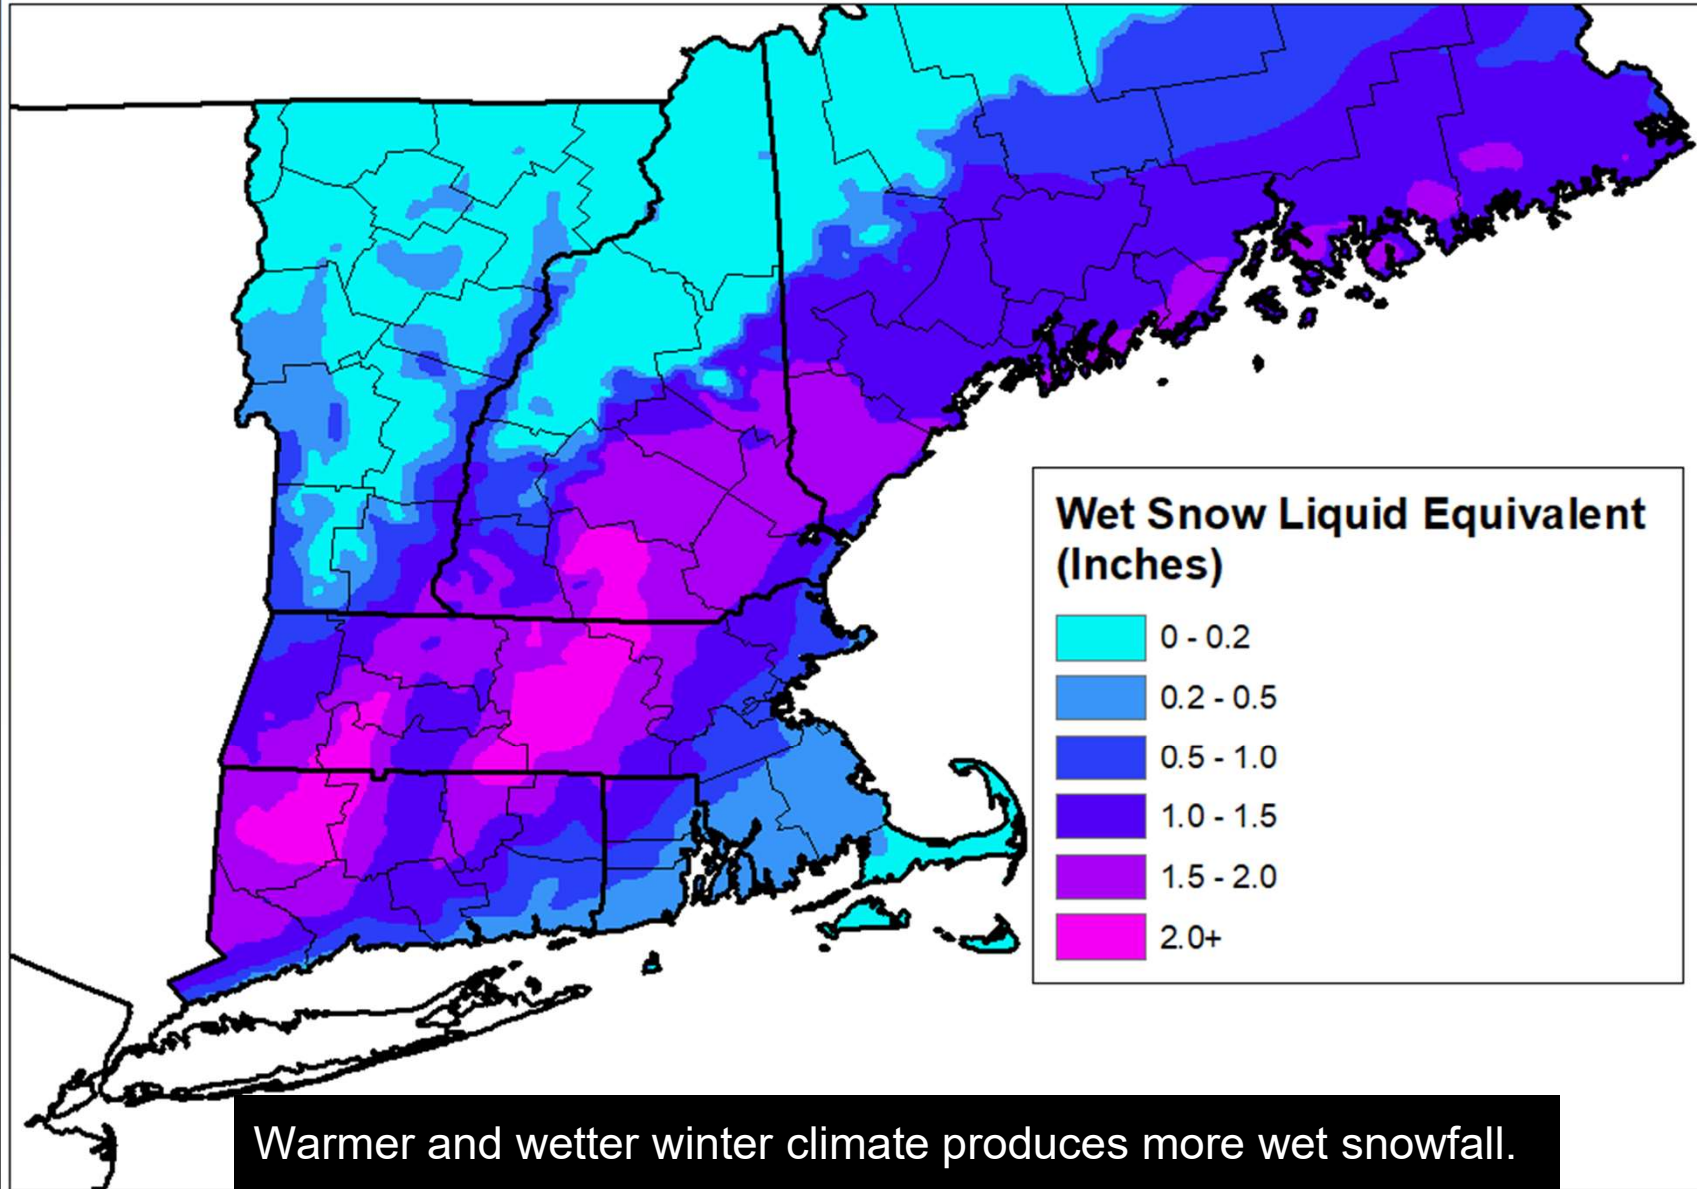 Wet Snow Liquid Equivalent
(Inches)
0 - 0.2
0.2 - 0.5
0.5 - 1.0
1.0 - 1.5
1.5 - 2.0
2.0+
Warmer and wetter winter climate produces more wet snowfall.